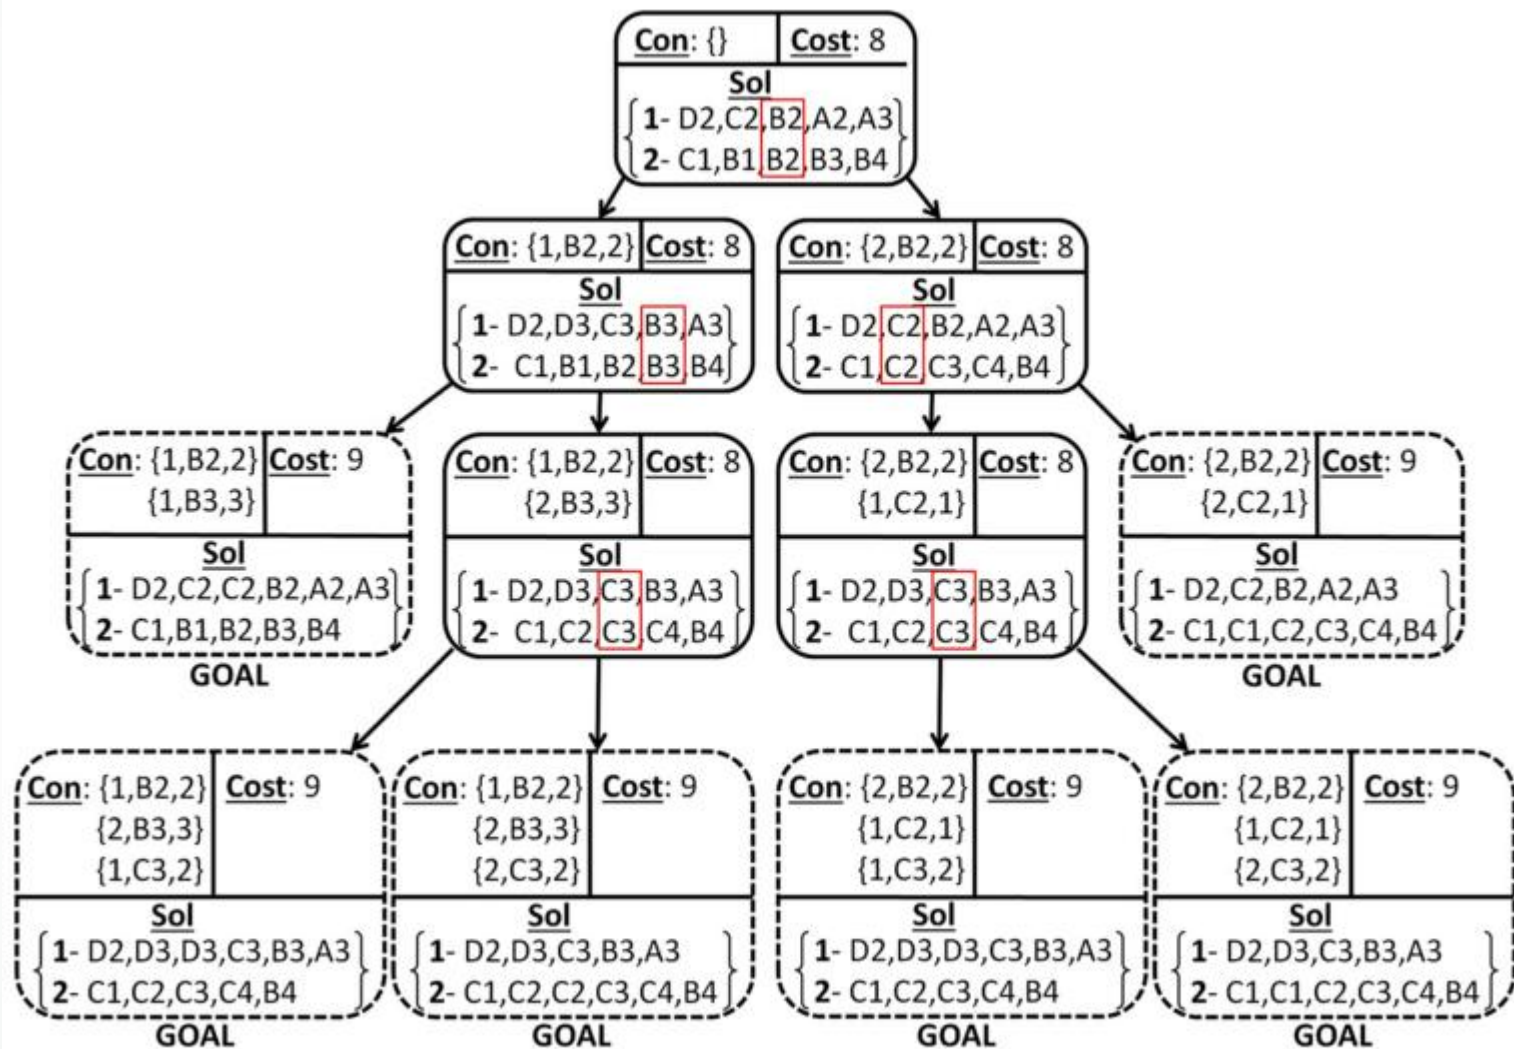 Con: {} Cost: 8
Sol
1- D2,C2,B2,A2,A3
2- C1,B1,B2,B3,B4
Con: {1,B2,2} Cost: 8
Sol
1- D2,D3,C3,B3,A3
2- C1,B1,B2,B3,B4
Con: {2,B2,2} Cost: 8
Sol
1- D2,C2,B2,A2,A3
2- C1,C2,C3,C4,B4
Con: {1,B2,2} Cost: 9
{1,B3,3}
Sol
1- D2,C2,C2,B2,A2,A3
2- C1,B1,B2,B3,B4
GOAL
Con: {1,B2,2} Cost: 8
{2,B3,3}
Sol
1- D2,D3,C3,B3,A3
2- C1,C2,C3,C4,B4
Con: {2,B2,2} Cost: 8
{1,C2,1}
Sol
1- D2,D3,C3,B3,A3
2- C1,C2,C3,C4,B4
Con: {2,B2,2} Cost: 9
{2,C2,1}
Sol
1- D2,C2,B2,A2,A3
2- C1,C1,C2,C3,C4,B4
GOAL
Con: {1,B2,2} Cost: 9
{2,B3,3}
{1,C3,2}
Sol
1- D2,D3,D3,C3,B3,A3
2- C1,C2,C3,C4,B4
GOAL
Con: {1,B2,2} Cost: 9
{2,B3,3}
{2,C3,2}
Sol
1- D2,D3,C3,B3,A3
2- C1,C2,C2,C3,C4,B4
GOAL
Con: {2,B2,2} Cost: 9
{1,C2,1}
{1,C3,2}
Sol
1- D2,D3,D3,C3,B3,A3
2- C1,C2,C3,C4,B4
GOAL
Con: {2,B2,2} Cost: 9
{1,C2,1}
{2,C3,2}
Sol
1- D2,D3,C3,B3,A3
2- C1,C1,C2,C3,C4,B4
GOAL